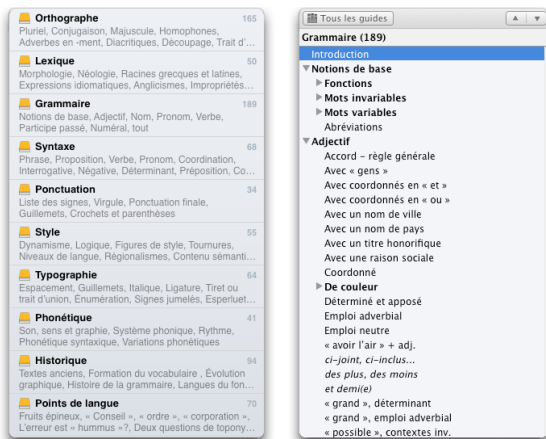 Orthographe 165
Pluriel, Conjugaison, Majuscule, Homophones,
Adverbes en -ment, Diacritiques, Découpage, Trait d'…
Lexique 50
Morphologie, Néologie, Racines grecques et latines,
Expressions idiomatiques, Anglicismes, Impropriétés…
Grammaire 189
Notions de base, Adjectif, Nom, Pronom, Verbe,
Participe passé, Numéral, tout
Syntaxe 68
Phrase, Proposition, Verbe, Pronom, Coordination,
Interrogative, Négative, Déterminant, Préposition, Co…
Ponctuation 34
Liste des signes, Virgule, Ponctuation finale,
Guillemets, Crochets et parenthèses
Style 55
Dynamisme, Logique, Figures de style, Tournures,
Niveaux de langue, Régionalismes, Contenu sémanti…
Typographie 64
Espacement, Guillemets, Italique, Ligature, Tiret ou
trait d'union, Énumération, Signes jumelés, Esperluet…
Phonétique 41
Son, sens et graphie, Système phonique, Rythme,
Phonétique syntaxique, Variations phonétiques
Historique 94
Textes anciens, Formation du vocabulaire , Évolution
graphique, Histoire de la grammaire, Langues du fon…
Points de langue 70
Fruits épineux, « Conseil », « ordre », « corporation »,
L'erreur est « hummus »?, Deux questions de topony…
Tous les guides
Grammaire (189)
Introduction
Notions de base
Fonctions
Mots invariables
Mots variables
Abréviations
Adjectif
Accord – règle générale
Avec « gens »
Avec coordonnés en « et »
Avec coordonnés en « ou »
Avec un nom de ville
Avec un nom de pays
Avec un titre honorifique
Avec une raison sociale
Coordonné
De couleur
Déterminé et apposé
Emploi adverbial
Emploi neutre
« avoir l'air » + adj.
ci-joint, ci-inclus…
des plus, des moins
et demi(e)
« grand », déterminant
« grand », emploi adverbial
« possible », contextes inv.